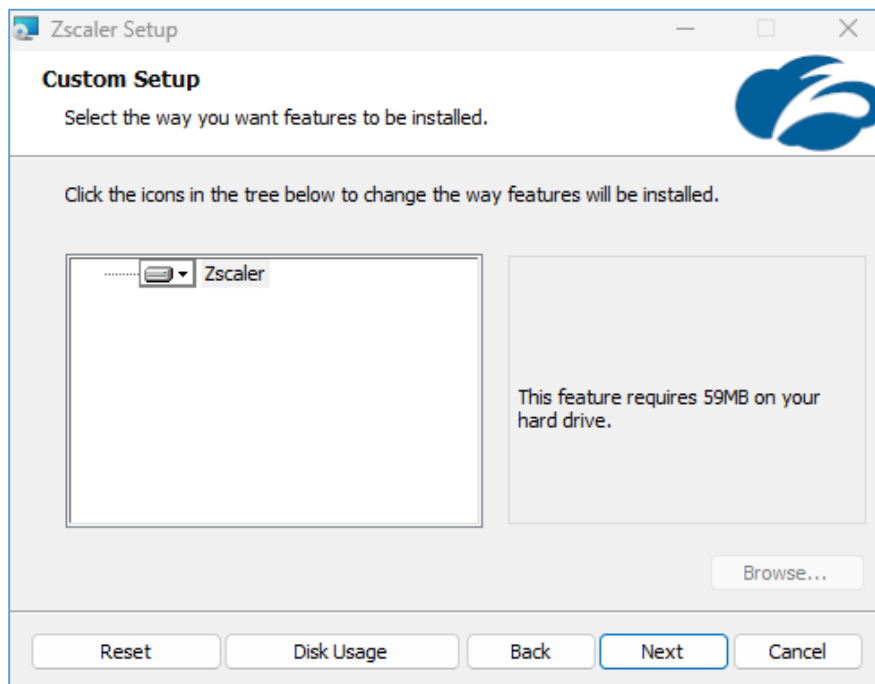 Zscaler Setup
Custom Setup
Select the way you want features to be installed.
Click the icons in the tree below to change the way features will be installed.
Zscaler
This feature requires 59MB on your
hard drive.
Browse...
Reset Disk Usage Back Next Cancel